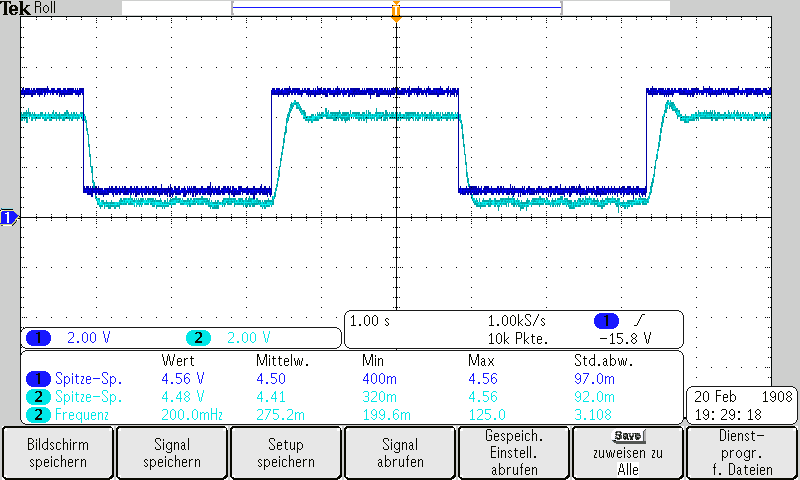 Tek Roll
T
1
1 2.00 V 2 2.00 V
1.00 s 1.00kS/s 1
10k Pkte. −15.8 V
Wert Mittelw. Min Max Std.abw.
1 Spitze-Sp. 4.56 V 4.50 400m 4.56 97.0m
2 Spitze-Sp. 4.48 V 4.41 320m 4.56 92.0m
2 Frequenz 200.0mHz 275.2m 199.6m 125.0 3.108
20 Feb 1908
19:29:18
Bildschirm
speichern
Signal
speichern
Setup
speichern
Signal
abrufen
Gespeich.
Einstell.
abrufen
Save
zuweisen zu
Alle
Dienst-
progr.
f. Dateien